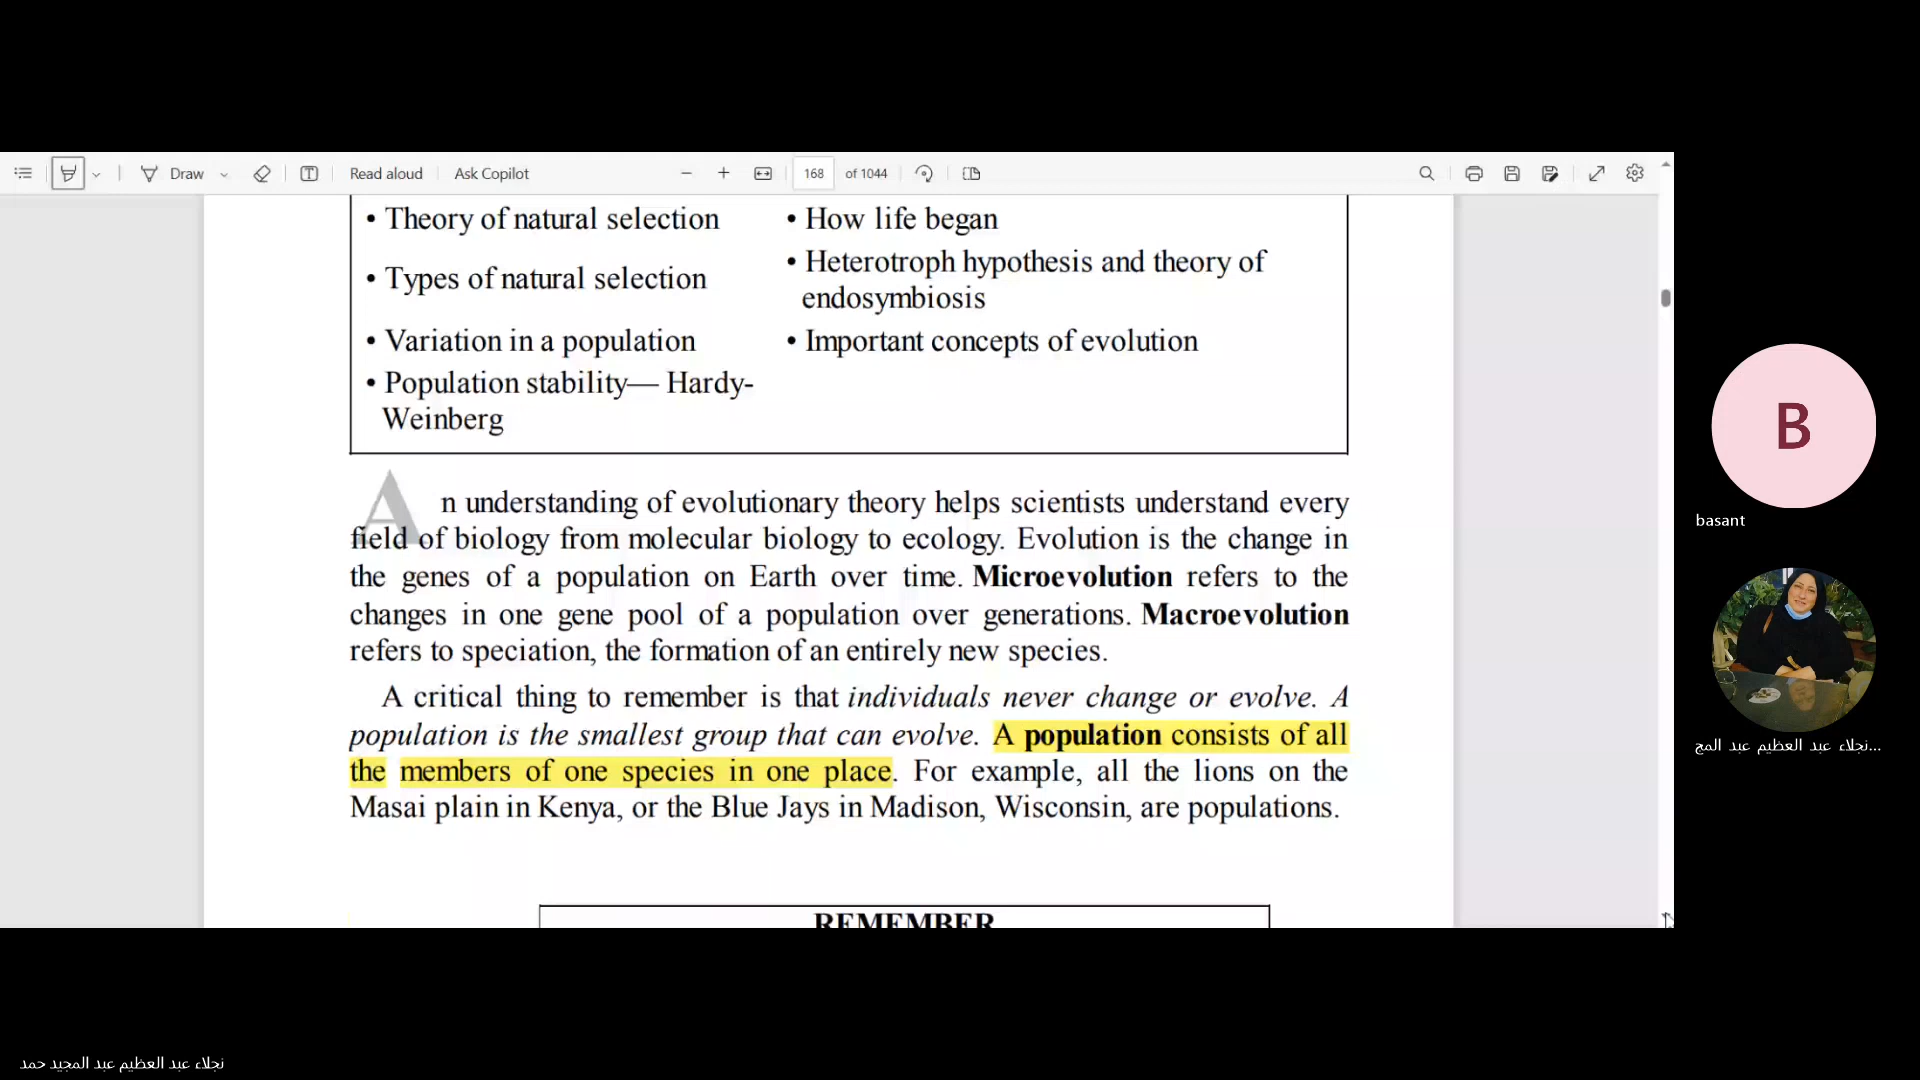 Draw
Read aloud
Ask Copilot
168 of 1044
• Theory of natural selection
• How life began
• Types of natural selection
• Heterotroph hypothesis and theory of
endosymbiosis
• Variation in a population
• Important concepts of evolution
• Population stability— Hardy-
Weinberg
An understanding of evolutionary theory helps scientists understand every
field of biology from molecular biology to ecology. Evolution is the change in
the genes of a population on Earth over time. Microevolution refers to the
changes in one gene pool of a population over generations. Macroevolution
refers to speciation, the formation of an entirely new species.
A critical thing to remember is that individuals never change or evolve. A
population is the smallest group that can evolve. A population consists of all
the members of one species in one place. For example, all the lions on the
Masai plain in Kenya, or the Blue Jays in Madison, Wisconsin, are populations.
REMEMBER
B
basant
نجلاء عبد العظيم عبد المج...
نجلاء عبد العظيم عبد المجيد حمد